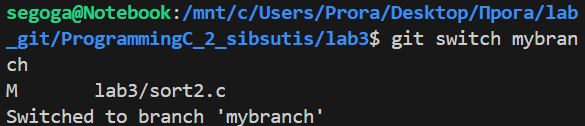 segoga@Notebook:/mnt/c/Users/Prora/Desktop/Прога/lab
_git/ProgrammingC_2_sibsutis/lab3$ git switch mybran
ch
M       lab3/sort2.c
Switched to branch 'mybranch'